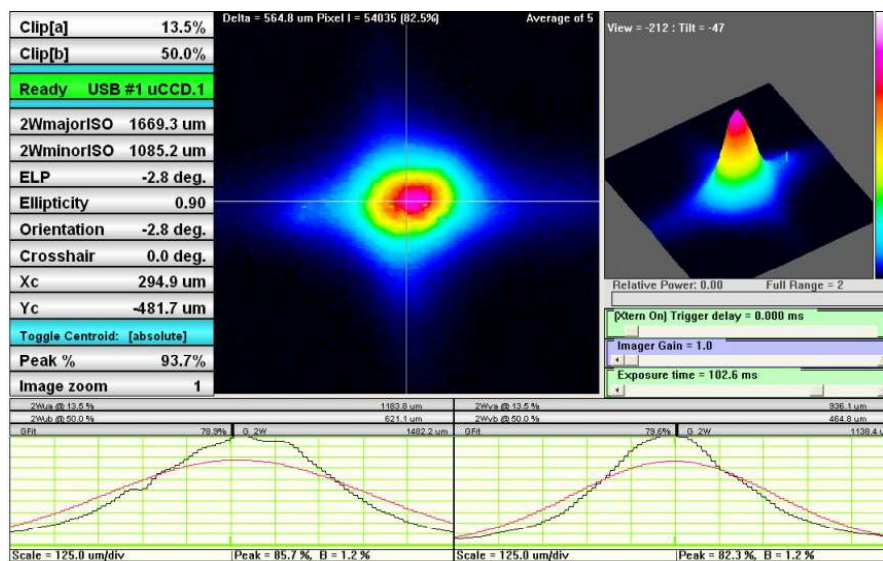 Clip[a] 13.5%
Clip[b] 50.0%
Ready USB #1 uCCD.1
2WmajorISO 1669.3 um
2WminorISO 1085.2 um
ELP -2.8 deg.
Ellipticity 0.90
Orientation -2.8 deg.
Crosshair 0.0 deg.
Xc 294.9 um
Yc -481.7 um
Toggle Centroid: [absolute]
Peak % 93.7%
Image zoom 1
Delta = 564.8 um Pixel I = 54035 (82.5%) Average of 5
View = -212 : Tilt = -47
Relative Power: 0.00 Full Range = 2
[Xtern On] Trigger delay = 0.000 ms
Imager Gain = 1.0
Exposure time = 102.6 ms
2Wua @ 13.5 % 1183.8 um
2Wub @ 50.0 % 621.1 um
GFit 78.9% G_2W 1482.2 um
Scale = 125.0 um/div Peak = 85.7 %, B = 1.2 %
2Wva @ 13.5 % 936.1 um
2Wvb @ 50.0 % 464.8 um
GFit 79.6% G_2W 1138.4 u
Scale = 125.0 um/div Peak = 82.3 %, B = 1.2 %